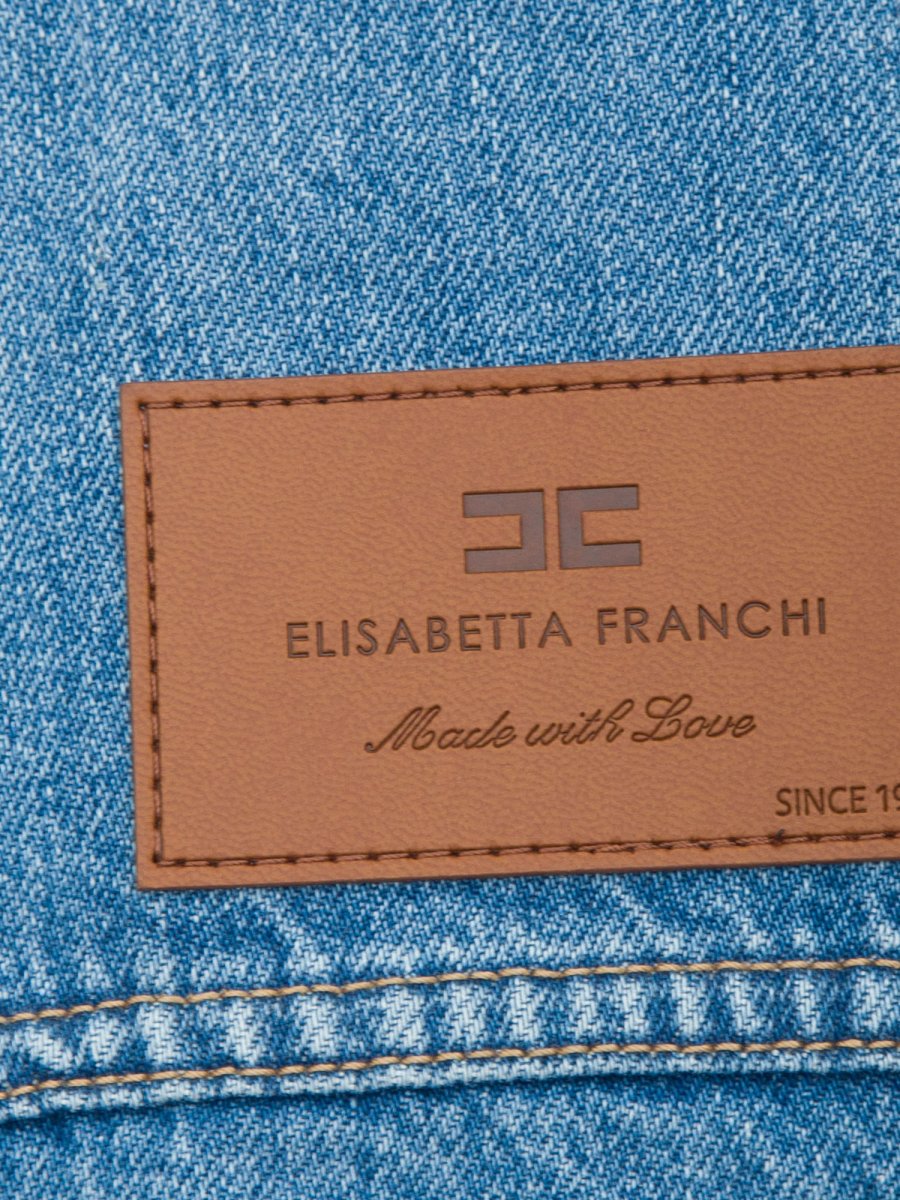 ELISABETTA FRANCHI
Made with Love
SINCE 19